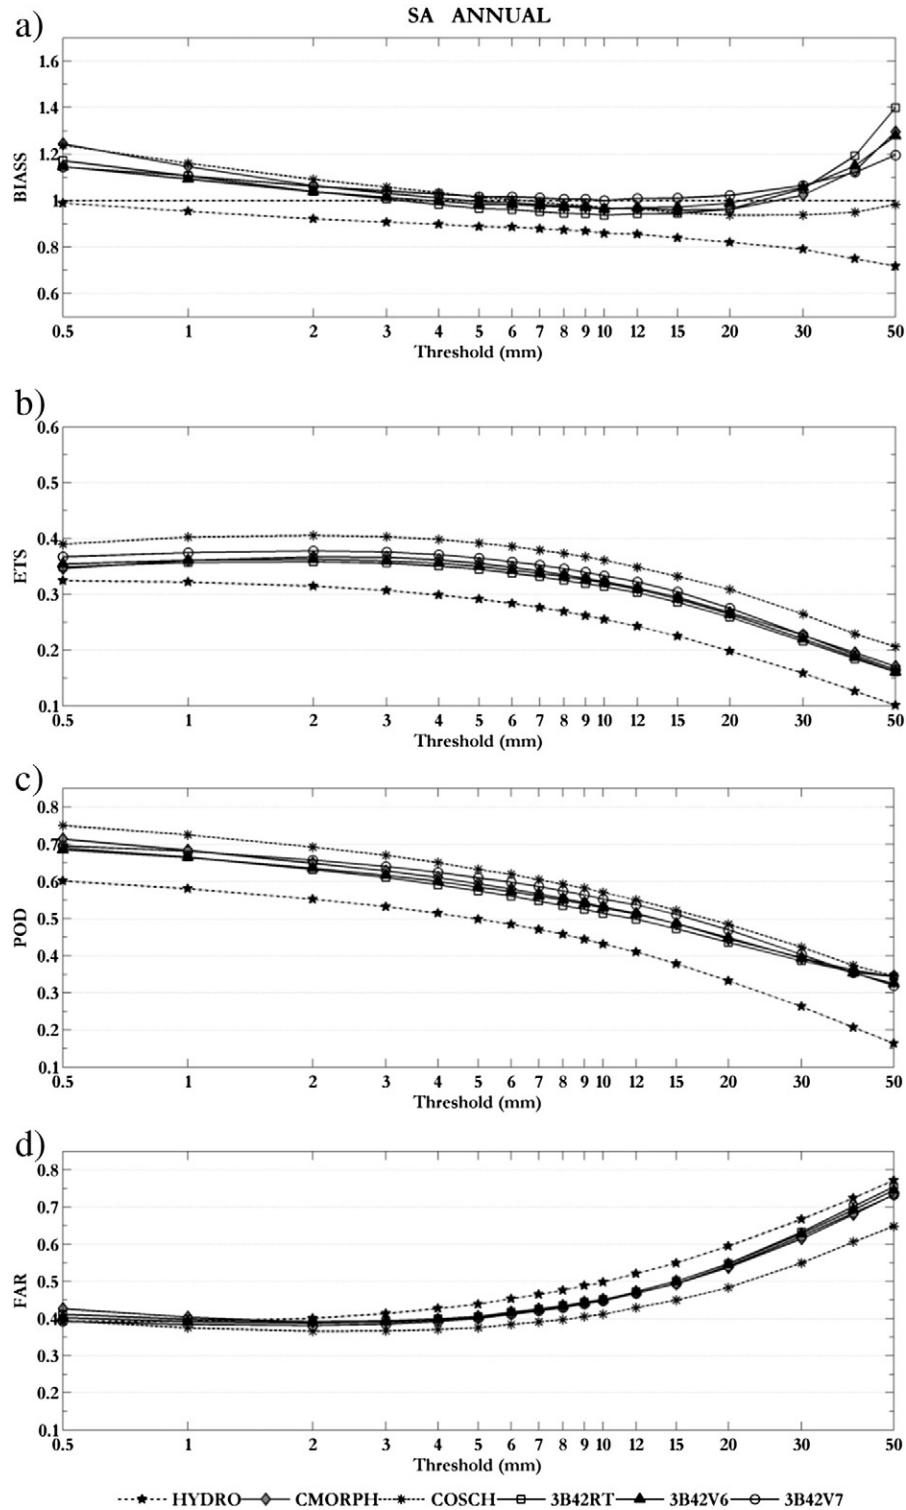 SA ANNUAL
a)
1.6
1.4
1.2
1
0.8
0.6
BIASS
0.5 1 2 3 4 5 6 7 8 9 10 12 15 20 30 50
Threshold (mm)
b)
0.6
0.5
0.4
0.3
0.2
0.1
ETS
0.5 1 2 3 4 5 6 7 8 9 10 12 15 20 30 50
Threshold (mm)
c)
0.8
0.7
0.6
0.5
0.4
0.3
0.2
0.1
POD
0.5 1 2 3 4 5 6 7 8 9 10 12 15 20 30 50
Threshold (mm)
d)
0.8
0.7
0.6
0.5
0.4
0.3
0.2
0.1
FAR
0.5 1 2 3 4 5 6 7 8 9 10 12 15 20 30 50
Threshold (mm)
HYDRO CMORPH COSCH 3B42RT 3B42V6 3B42V7